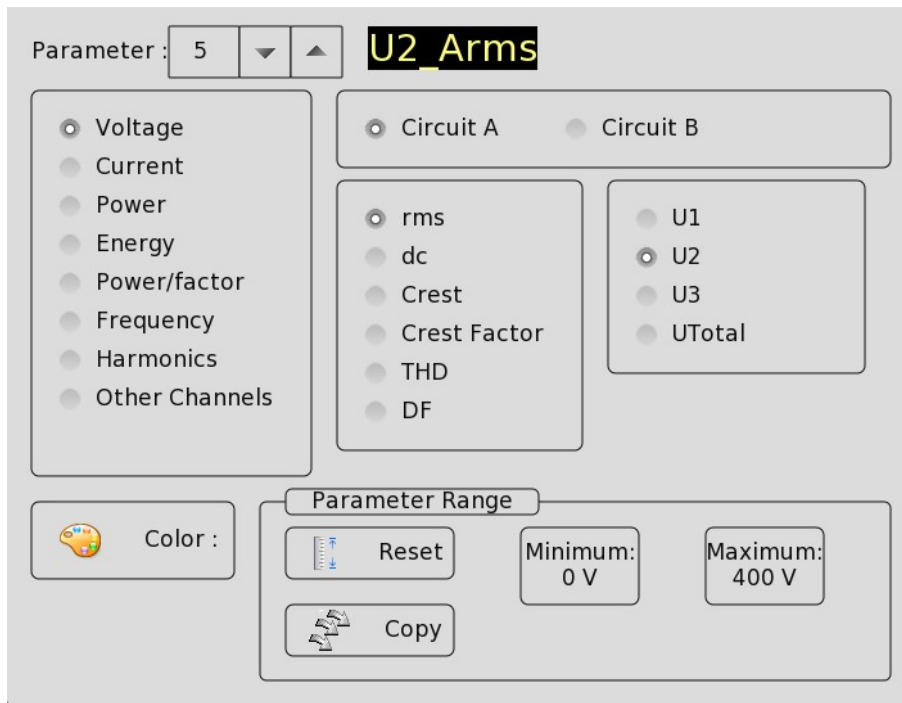 Parameter : 5 U2_Arms
Voltage
Current
Power
Energy
Power/factor
Frequency
Harmonics
Other Channels
Circuit A Circuit B
rms
dc
Crest
Crest Factor
THD
DF
U1
U2
U3
UTotal
Color :
Parameter Range
Reset
Copy
Minimum:
0 V
Maximum:
400 V